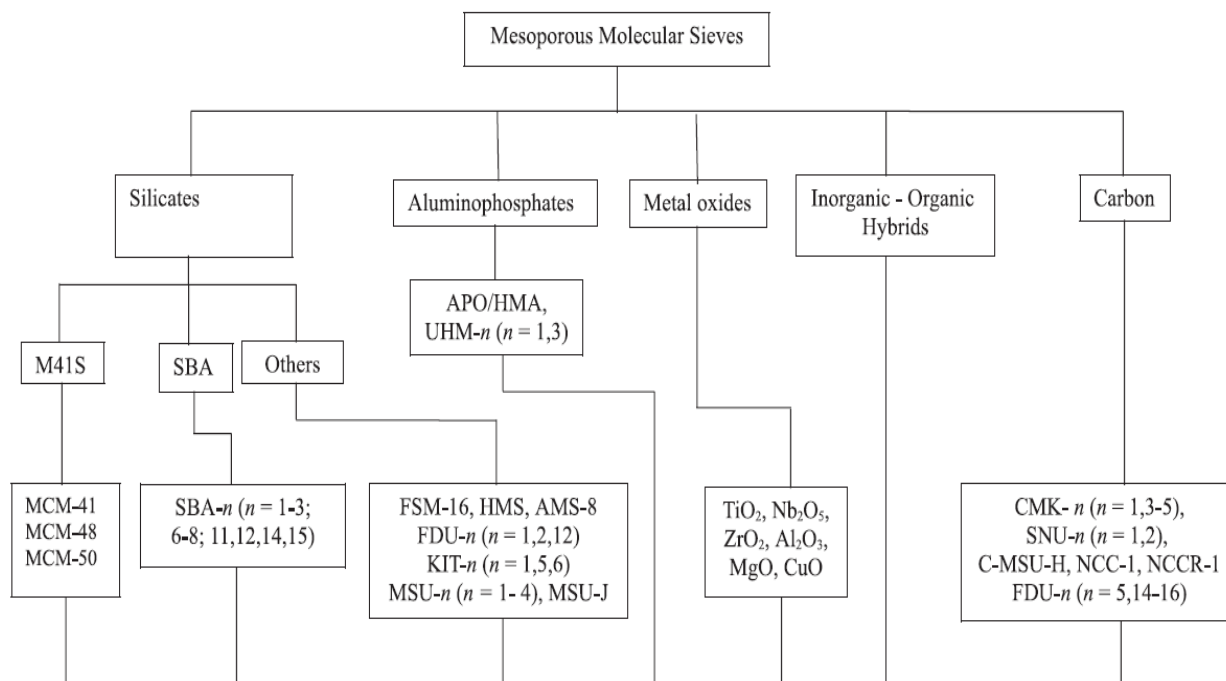 Mesoporous Molecular Sieves
Silicates
Aluminophosphates
Metal oxides
Inorganic - Organic
Hybrids
Carbon
APO/HMA,
UHM-n (n = 1,3)
M41S
SBA
Others
MCM-41
MCM-48
MCM-50
SBA-n (n = 1-3;
6-8; 11,12,14,15)
FSM-16, HMS, AMS-8
FDU-n (n = 1,2,12)
KIT-n (n = 1,5,6)
MSU-n (n = 1- 4), MSU-J
TiO₂, Nb₂O₅,
ZrO₂, Al₂O₃,
MgO, CuO
CMK- n (n = 1,3-5),
SNU-n (n = 1,2),
C-MSU-H, NCC-1, NCCR-1
FDU-n (n = 5,14-16)